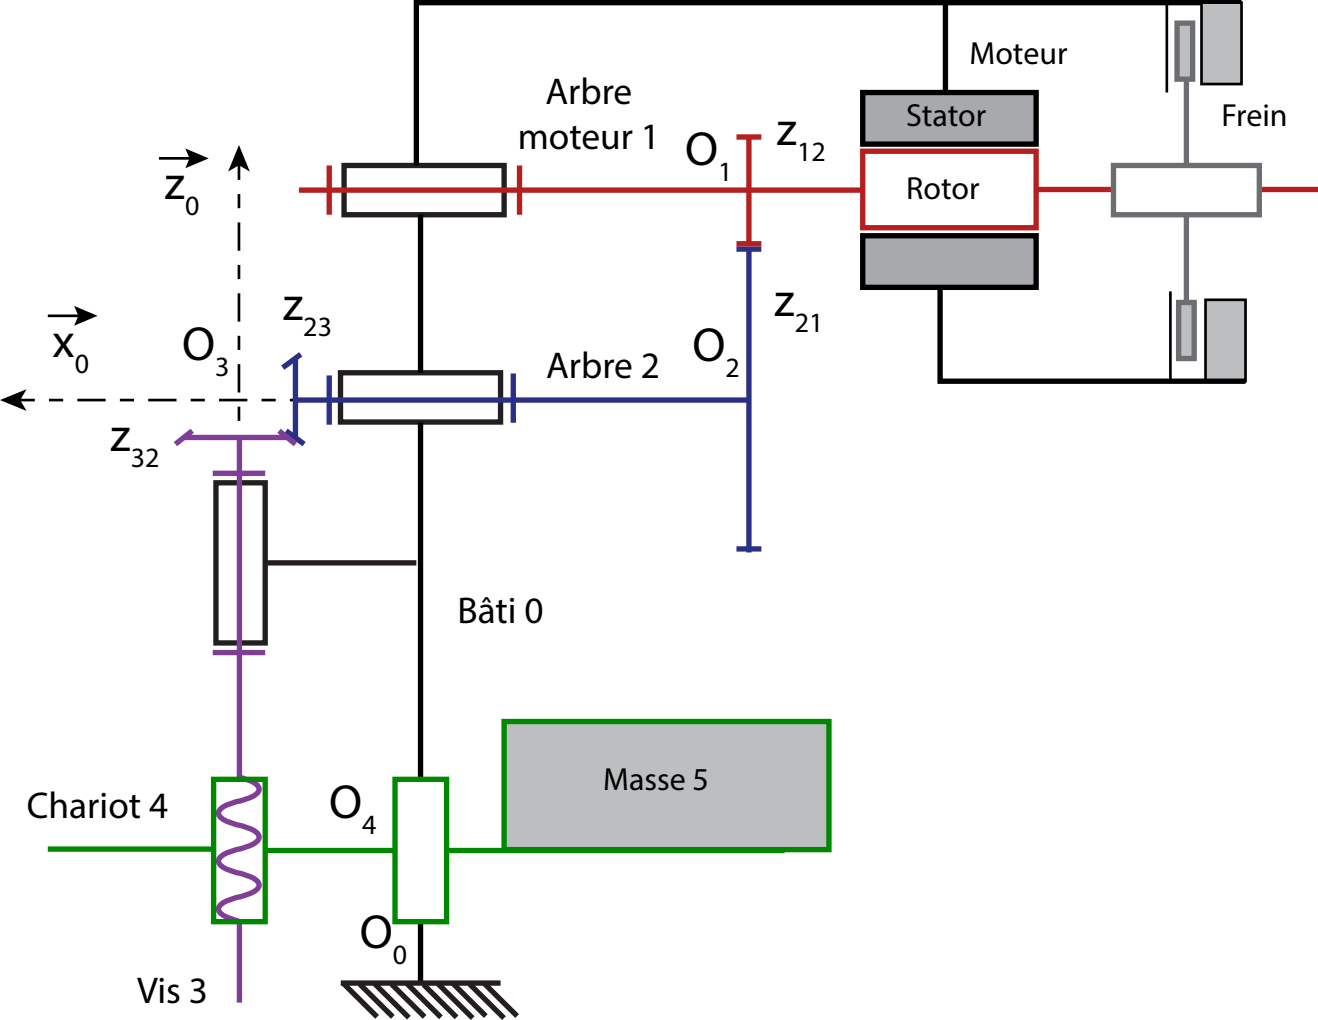 Moteur
Arbre
moteur 1
O1
z12
Stator
Frein
z0
Rotor
x0
O3
z23
Arbre 2
O2
z21
z32
Bâti 0
Masse 5
Chariot 4
O4
O0
Vis 3